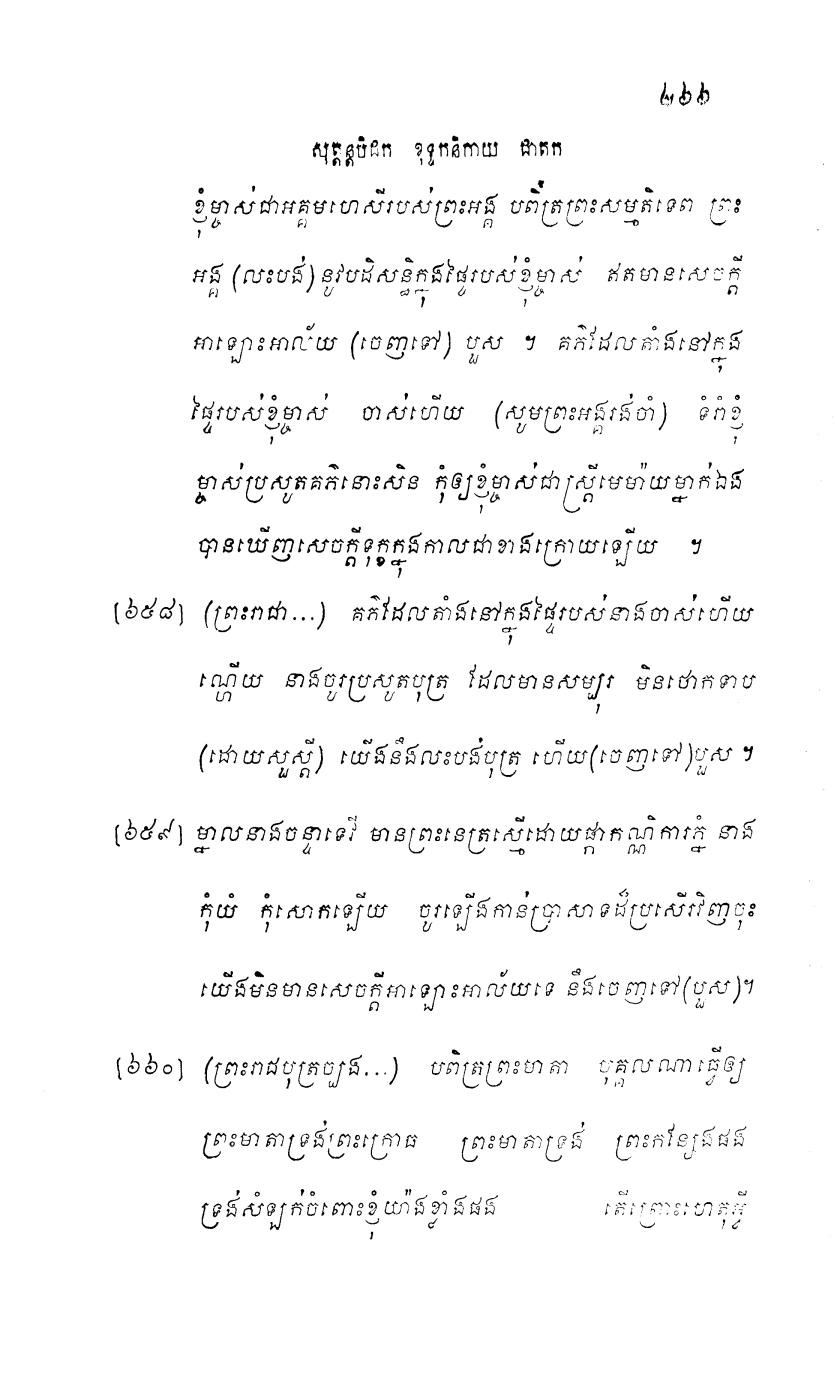 ២៦៦
សុត្តន្តបិដក ខុទ្ទកនិកាយ ជាតក
ខ្ញុំម្ចាស់ជាអគ្គមហេសីរបស់ព្រះអង្គ បពិត្រព្រះសម្មតិទេព ព្រះ
អង្គ (លះបង់) នូវបដិសន្ធិក្នុងផ្ទៃរបស់ខ្ញុំម្ចាស់ ឥតមានសេចក្តី
អាឡោះអាល័យ (ចេញទៅ) បួស ។ គភ៌ដែលតាំងនៅក្នុង
ផ្ទៃរបស់ខ្ញុំម្ចាស់ ចាស់ហើយ (សូមព្រះអង្គរង់ចាំ) ទំរាំខ្ញុំ
ម្ចាស់ប្រសូតគភ៌នោះសិន កុំឲ្យខ្ញុំម្ចាស់ជាស្ត្រីមេម៉ាយម្នាក់ឯង
បានឃើញសេចក្តីទុក្ខក្នុងកាលជាខាងក្រោយឡើយ ។
[៦៥៨] (ព្រះរាជា...) គភ៌ដែលតាំងនៅក្នុងផ្ទៃរបស់នាងចាស់ហើយ
ណ្ហើយ នាងចូរប្រសូតបុត្រ ដែលមានសម្បុរ មិនថោកទាប
(ដោយសួស្តី) យើងនឹងលះបង់បុត្រ ហើយ(ចេញទៅ)បួស ។
[៦៥៩] ម្នាលនាងចន្ទាទេវី មានព្រះនេត្រស្មើដោយផ្កាកណ្ណិការភ្នំ នាង
កុំយំ កុំសោកឡើយ ចូរឡើងកាន់ប្រាសាទដ៏ប្រសើរវិញចុះ
យើងមិនមានសេចក្តីអាឡោះអាល័យទេ នឹងចេញទៅ(បួស)។
[៦៦០] (ព្រះរាជបុត្រច្បង...) បពិត្រព្រះមាតា បុគ្គលណាធ្វើឲ្យ
ព្រះមាតាទ្រង់ព្រះក្រោធ ព្រះមាតាទ្រង់ ព្រះកន្សែងផង
ទ្រង់សំឡក់ចំពោះខ្ញុំយ៉ាងខ្លាំងផង តើព្រោះហេតុអ្វី